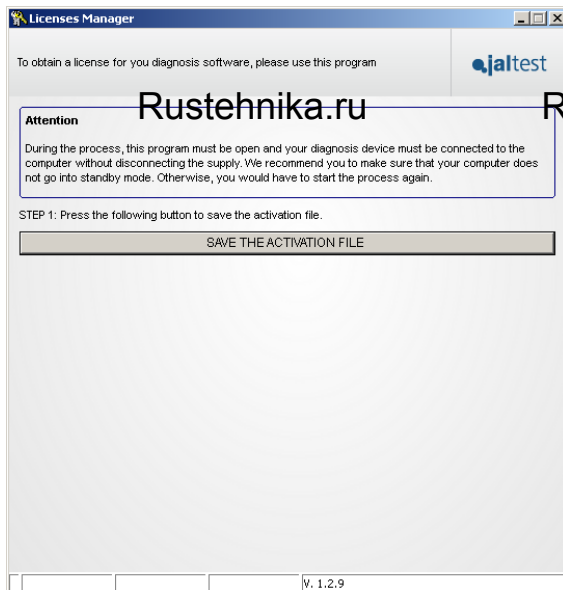 Licenses Manager
To obtain a license for you diagnosis software, please use this program
jaltest
Rustehnika.ru
R
Attention
During the process, this program must be open and your diagnosis device must be connected to the
computer without disconnecting the supply. We recommend you to make sure that your computer does
not go into standby mode. Otherwise, you would have to start the process again.
STEP 1: Press the following button to save the activation file.
SAVE THE ACTIVATION FILE
V. 1.2.9